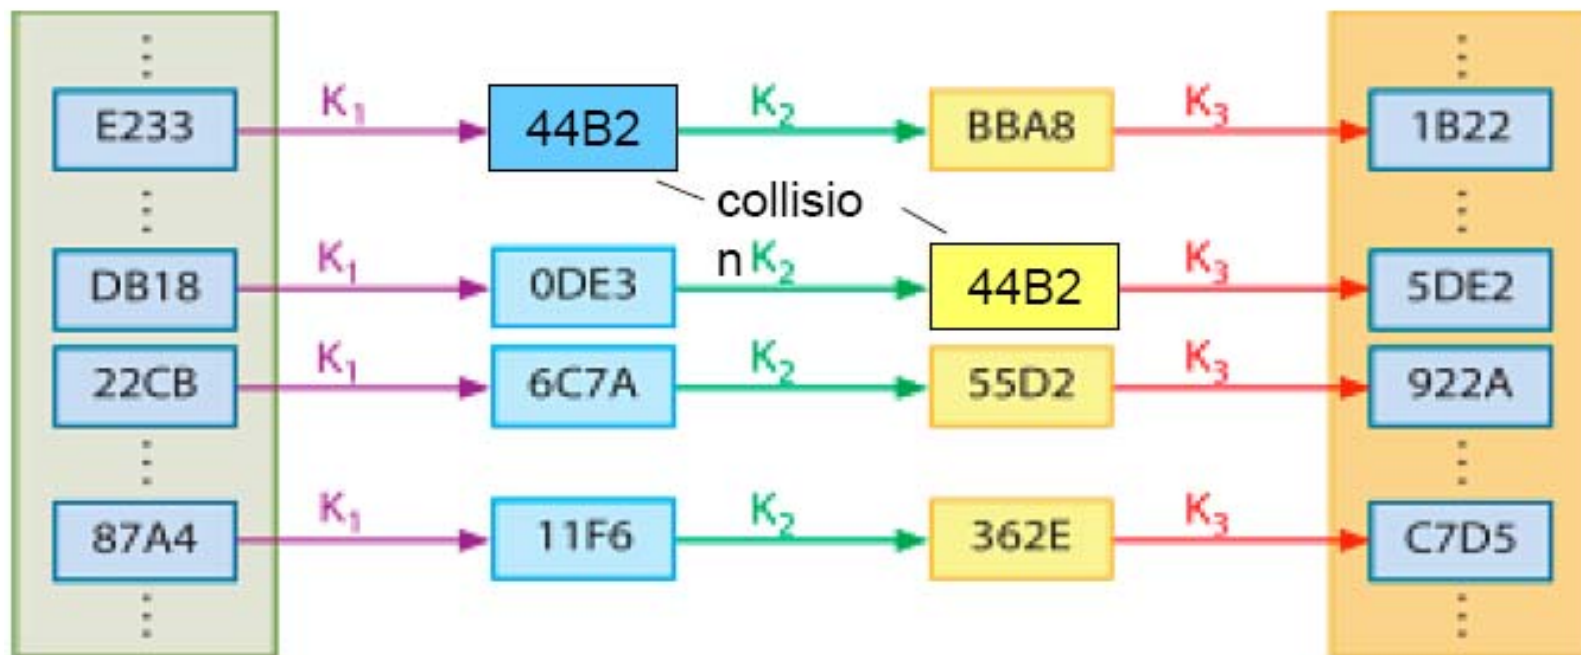 K₁ K₂ K₃
E233 44B2 BBA8 1B22
collisio
n
K₁ K₂ K₃
DB18 0DE3 44B2 5DE2
K₁ K₂ K₃
22CB 6C7A 55D2 922A
K₁ K₂ K₃
87A4 11F6 362E C7D5